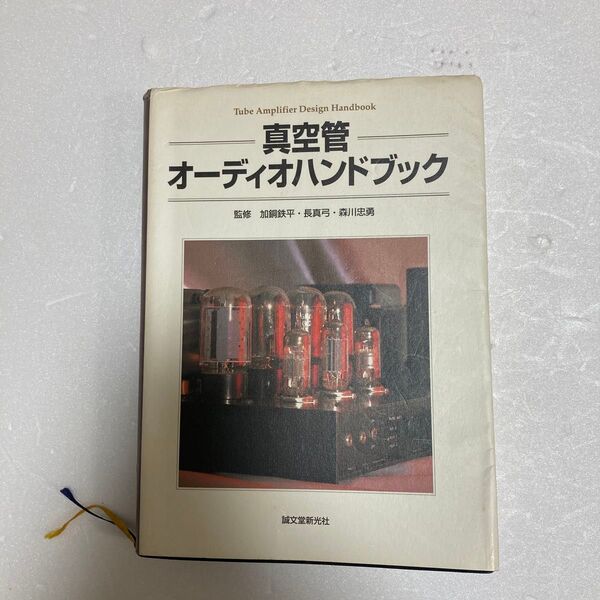 Tube Amplifier Design Handbook
真空管
オーディオハンドブック
監修 加銅鉄平・長真弓・森川忠勇
誠文堂新光社